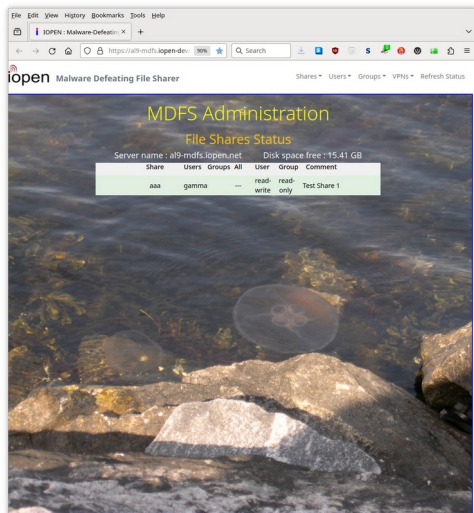 File Edit View History Bookmarks Tools Help
IOPEN : Malware-Defeating
https://al9-mdfs.iopen-dev 90% Search
iopen Malware Defeating File Sharer Shares Users Groups VPNs Refresh Status
MDFS Administration
File Shares Status
Server name : al9-mdfs.iopen.net Disk space free : 15.41 GB
Share Users Groups All User Group Comment
aaa gamma --- read-write read-only Test Share 1